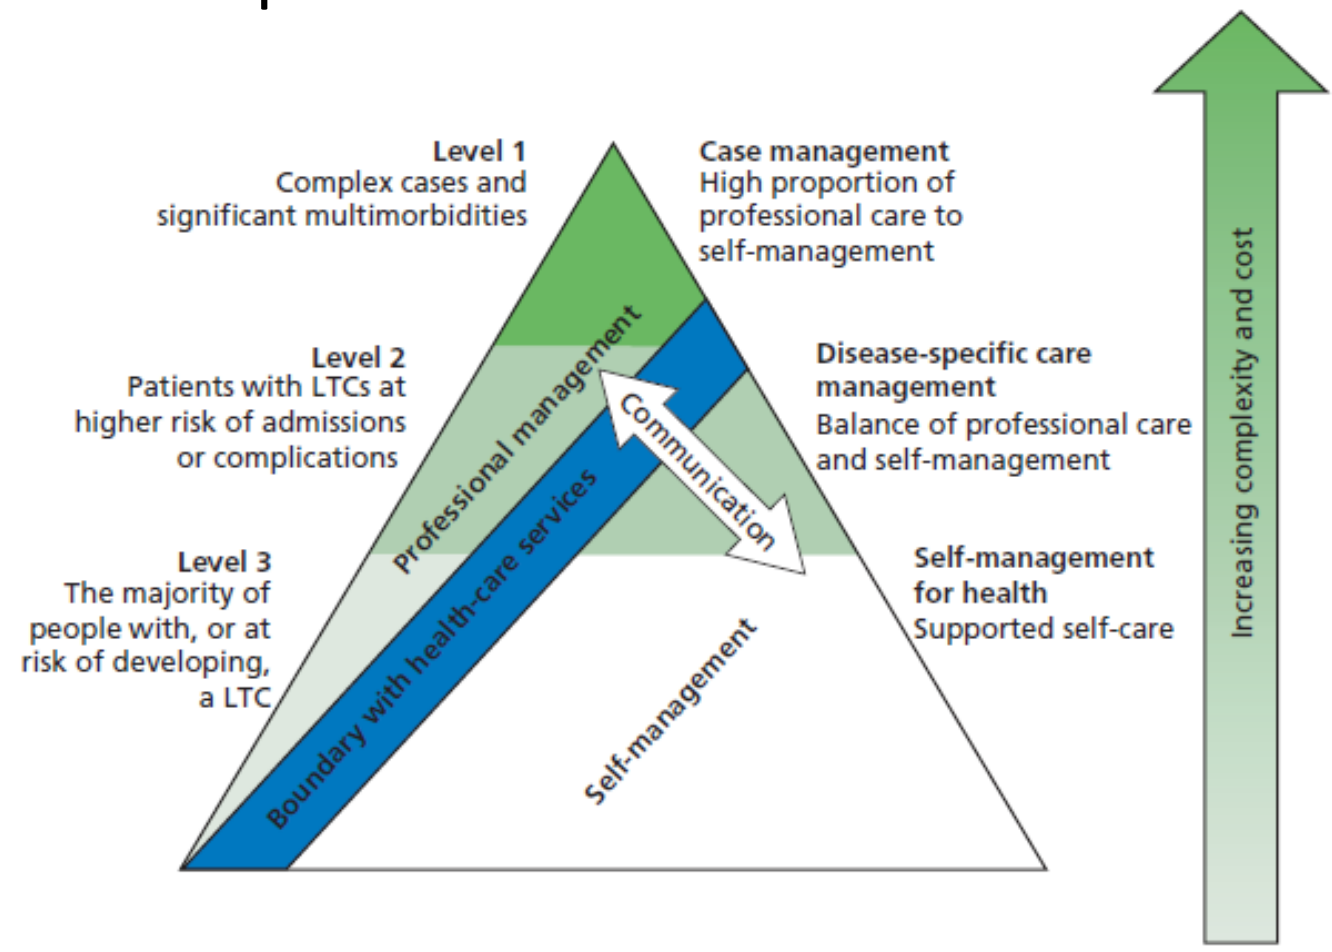 Level 1
Complex cases and
significant multimorbidities
Case management
High proportion of
professional care to
self-management
Level 2
Patients with LTCs at
higher risk of admissions
or complications
Disease-specific care
management
Balance of professional care
and self-management
Level 3
The majority of
people with, or at
risk of developing,
a LTC
Self-management
for health
Supported self-care
Professional management
Boundary with health-care services
Communication
Self-management
Increasing complexity and cost